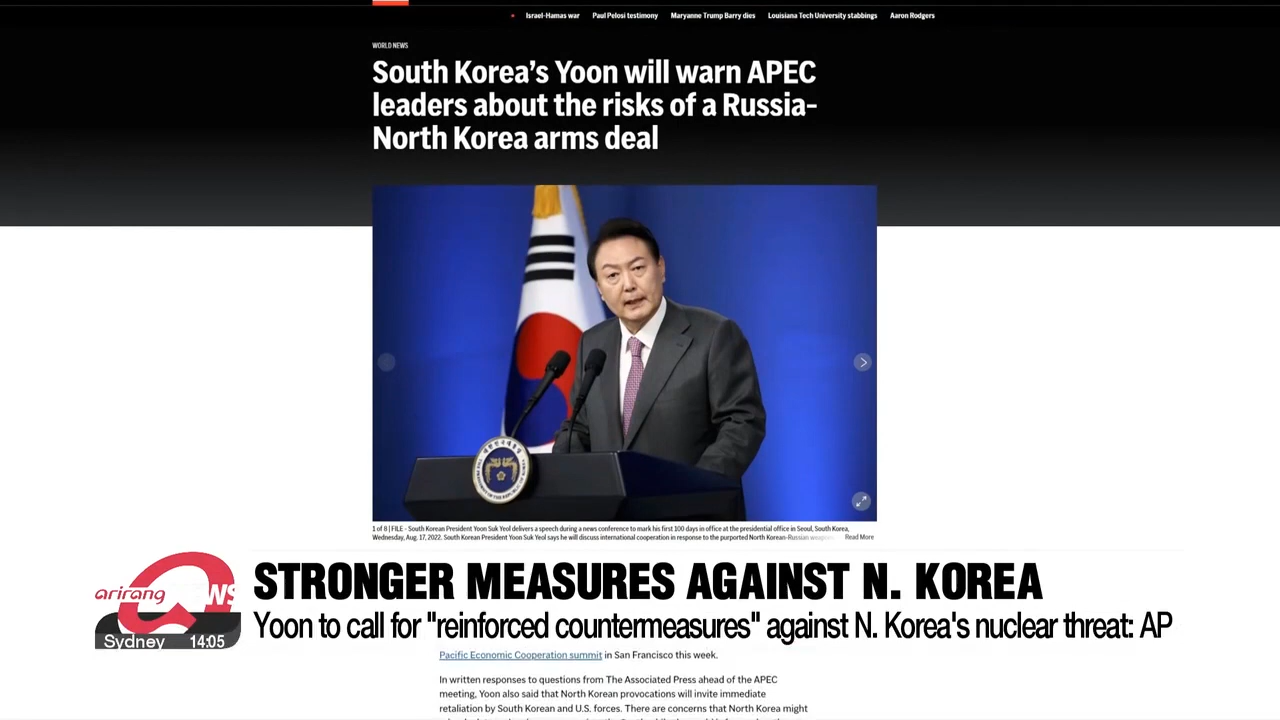 Israel-Hamas war Paul Pelosi testimony Maryanne Trump Barry dies Louisiana Tech University stabbings Aaron Rodgers
WORLD NEWS
South Korea's Yoon will warn APEC
leaders about the risks of a Russia-
North Korea arms deal
1 of 8 | FILE - South Korean President Yoon Suk Yeol delivers a speech during a news conference to mark his first 100 days in office at the presidential office in Seoul, South Korea,
Wednesday, Aug. 17, 2022. South Korean President Yoon Suk Yeol says he will discuss international cooperation in response to the purported North Korean-Russian weapons Read More
STRONGER MEASURES AGAINST N. KOREA
Yoon to call for "reinforced countermeasures" against N. Korea's nuclear threat: AP
arirang
Sydney 14:05
Pacific Economic Cooperation summit in San Francisco this week.
In written responses to questions from The Associated Press ahead of the APEC
meeting, Yoon also said that North Korean provocations will invite immediate
retaliation by South Korean and U.S. forces. There are concerns that North Korea might